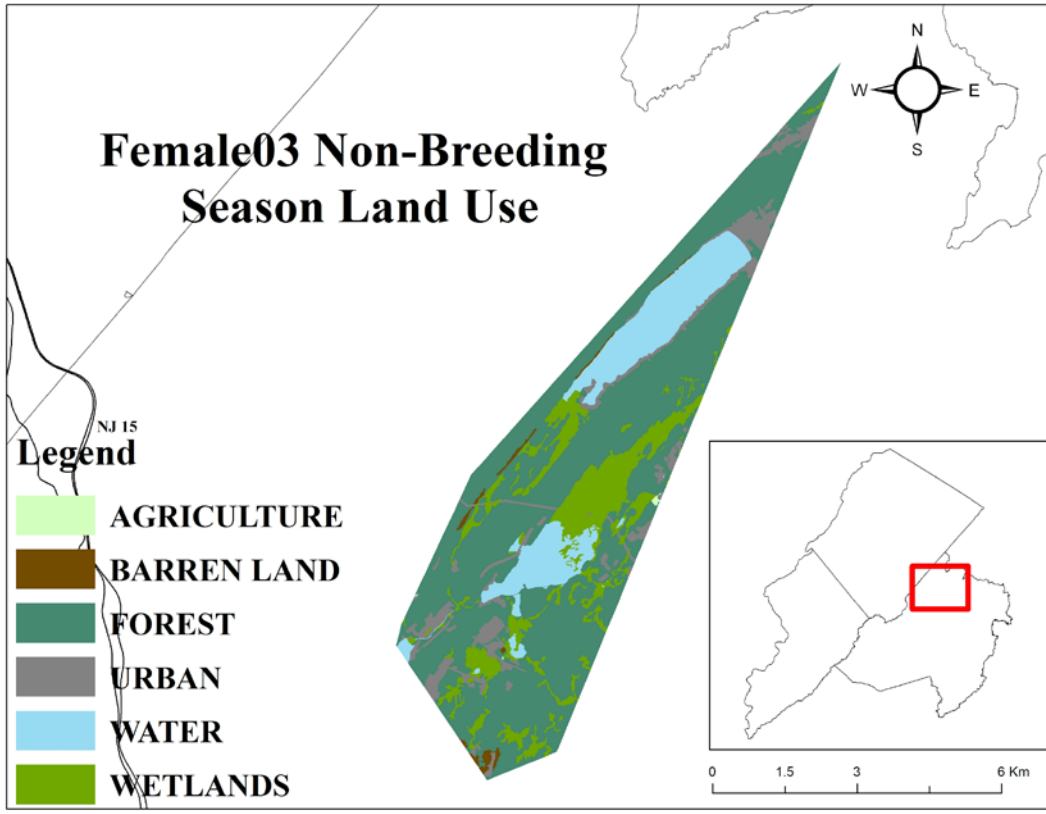 N
W E
S
Female03 Non-Breeding
Season Land Use
NJ 15
Legend
AGRICULTURE
BARREN LAND
FOREST
URBAN
WATER
WETLANDS
0 1.5 3 6 Km